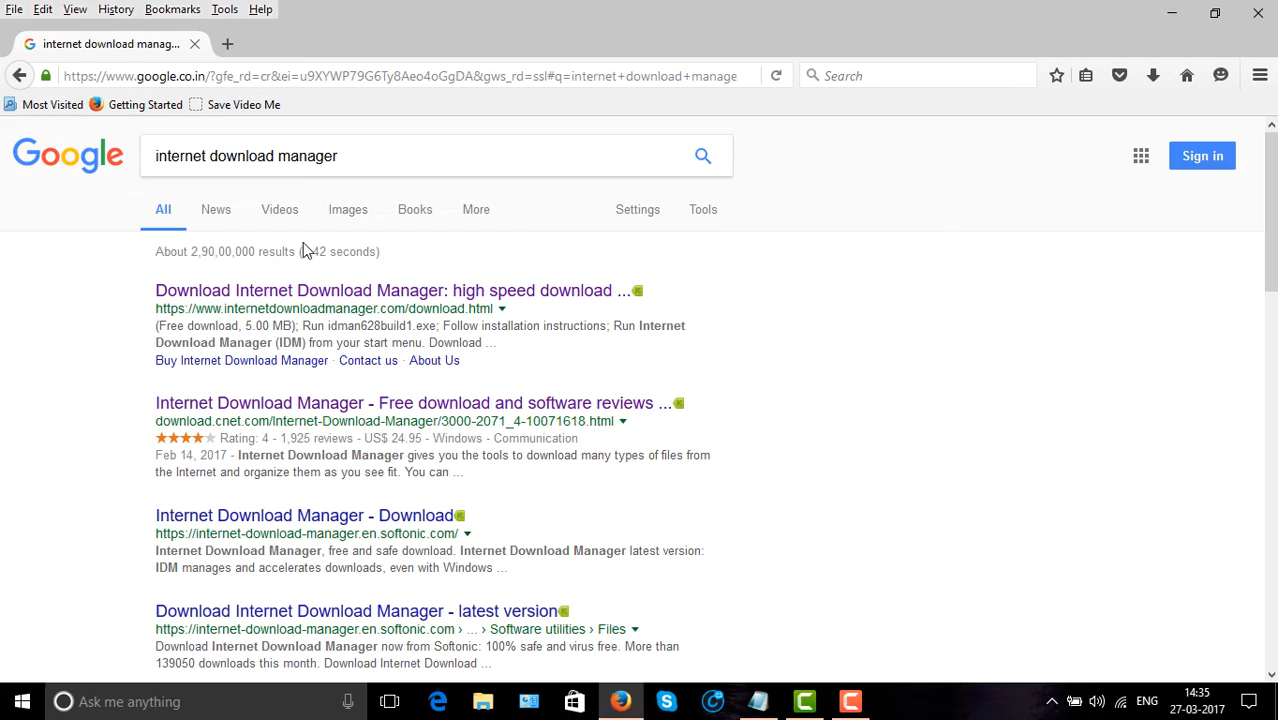 File Edit View History Bookmarks Tools Help
internet download manag...
https://www.google.co.in/?gfe_rd=cr&ei=u9XYWP79G6Ty8Aeo4oGgDA&gws_rd=ssl#q=internet+download+manage
Search
Most Visited Getting Started Save Video Me
Google
internet download manager
Sign in
All News Videos Images Books More Settings Tools
About 2,90,00,000 results 42 seconds)
Download Internet Download Manager: high speed download ...
https://www.internetdownloadmanager.com/download.html
(Free download, 5.00 MB); Run idman628build1.exe; Follow installation instructions; Run Internet
Download Manager (IDM) from your start menu. Download ...
Buy Internet Download Manager · Contact us · About Us
Internet Download Manager - Free download and software reviews ...
download.cnet.com/Internet-Download-Manager/3000-2071_4-10071618.html
Rating: 4 - 1,925 reviews - US$ 24.95 - Windows - Communication
Feb 14, 2017 - Internet Download Manager gives you the tools to download many types of files from
the Internet and organize them as you see fit. You can ...
Internet Download Manager - Download
https://internet-download-manager.en.softonic.com/
Internet Download Manager, free and safe download. Internet Download Manager latest version:
IDM manages and accelerates downloads, even with Windows ...
Download Internet Download Manager - latest version
https://internet-download-manager.en.softonic.com › ... › Software utilities › Files
Download Internet Download Manager now from Softonic: 100% safe and virus free. More than
139050 downloads this month. Download Internet Download ...
Ask me anything
ENG
14:35
27-03-2017